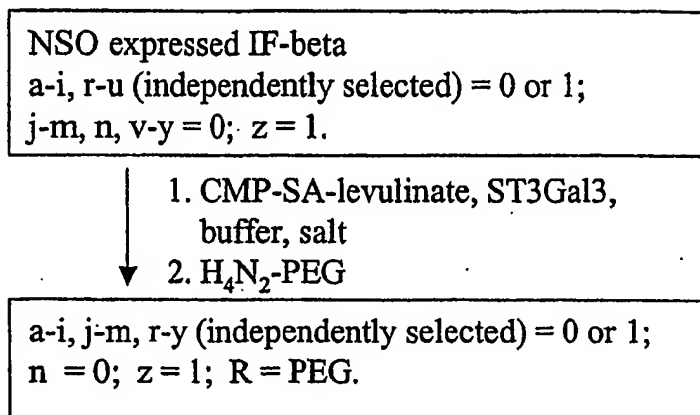 NSO expressed IF-beta
a-i, r-u (independently selected) = 0 or 1;
j-m, n, v-y = 0; z = 1.
1. CMP-SA-levulinate, ST3Gal3,
buffer, salt
2. H₄N₂-PEG
a-i, j-m, r-y (independently selected) = 0 or 1;
n = 0; z = 1; R = PEG.